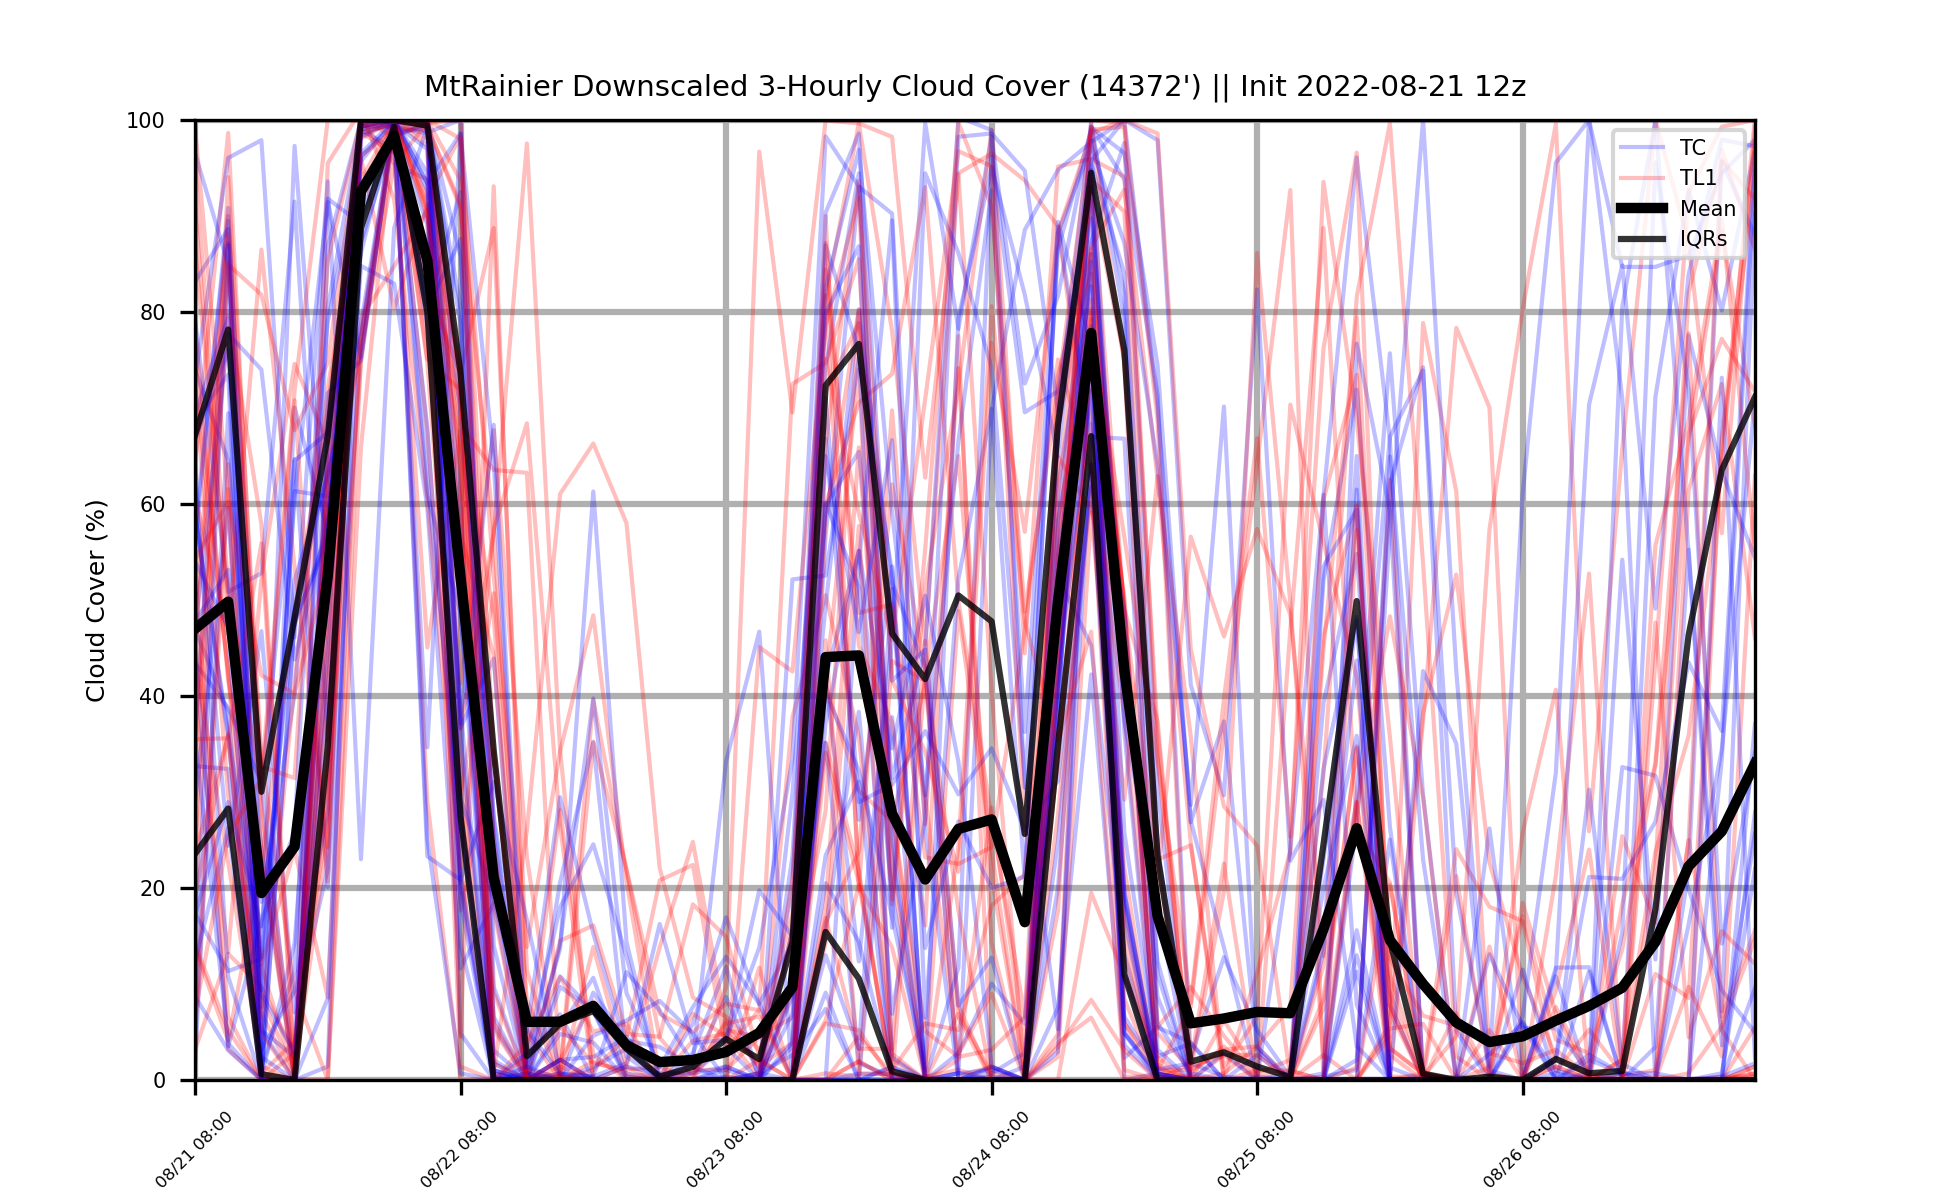 MtRainier Downscaled 3-Hourly Cloud Cover (14372') || Init 2022-08-21 12z
TC
TL1
Mean
IQRs
Cloud Cover (%)
100
80
60
40
20
0
08/21 08:00
08/22 08:00
08/23 08:00
08/24 08:00
08/25 08:00
08/26 08:00